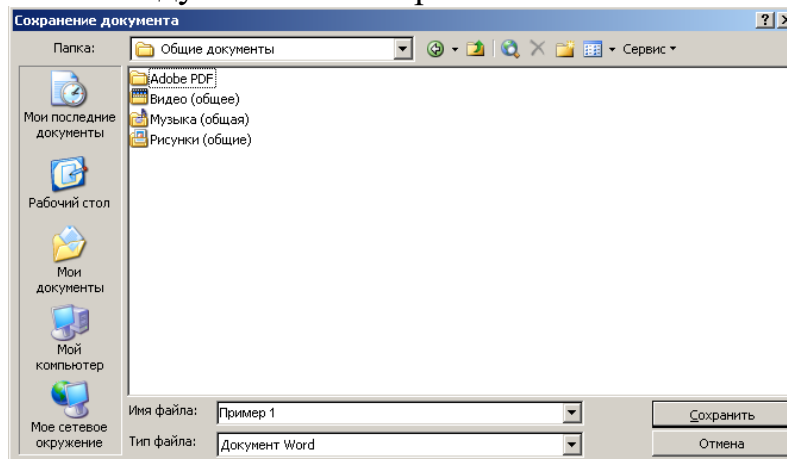 Сохранение документа
Папка:
Общие документы
Сервис
Adobe PDF
Видео (общее)
Музыка (общая)
Рисунки (общие)
Мои последние
документы
Рабочий стол
Мои
документы
Мой
компьютер
Мое сетевое
окружение
Имя файла:
Пример 1
Сохранить
Тип файла:
Документ Word
Отмена